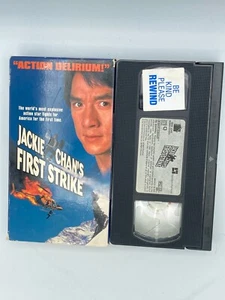 "ACTION DELIRIUM!"
The world's most explosive
action star fights for
America for the first time.
JACKIE
CHAN'S
FIRST STRIKE
BE
KIND
PLEASE
REWIND